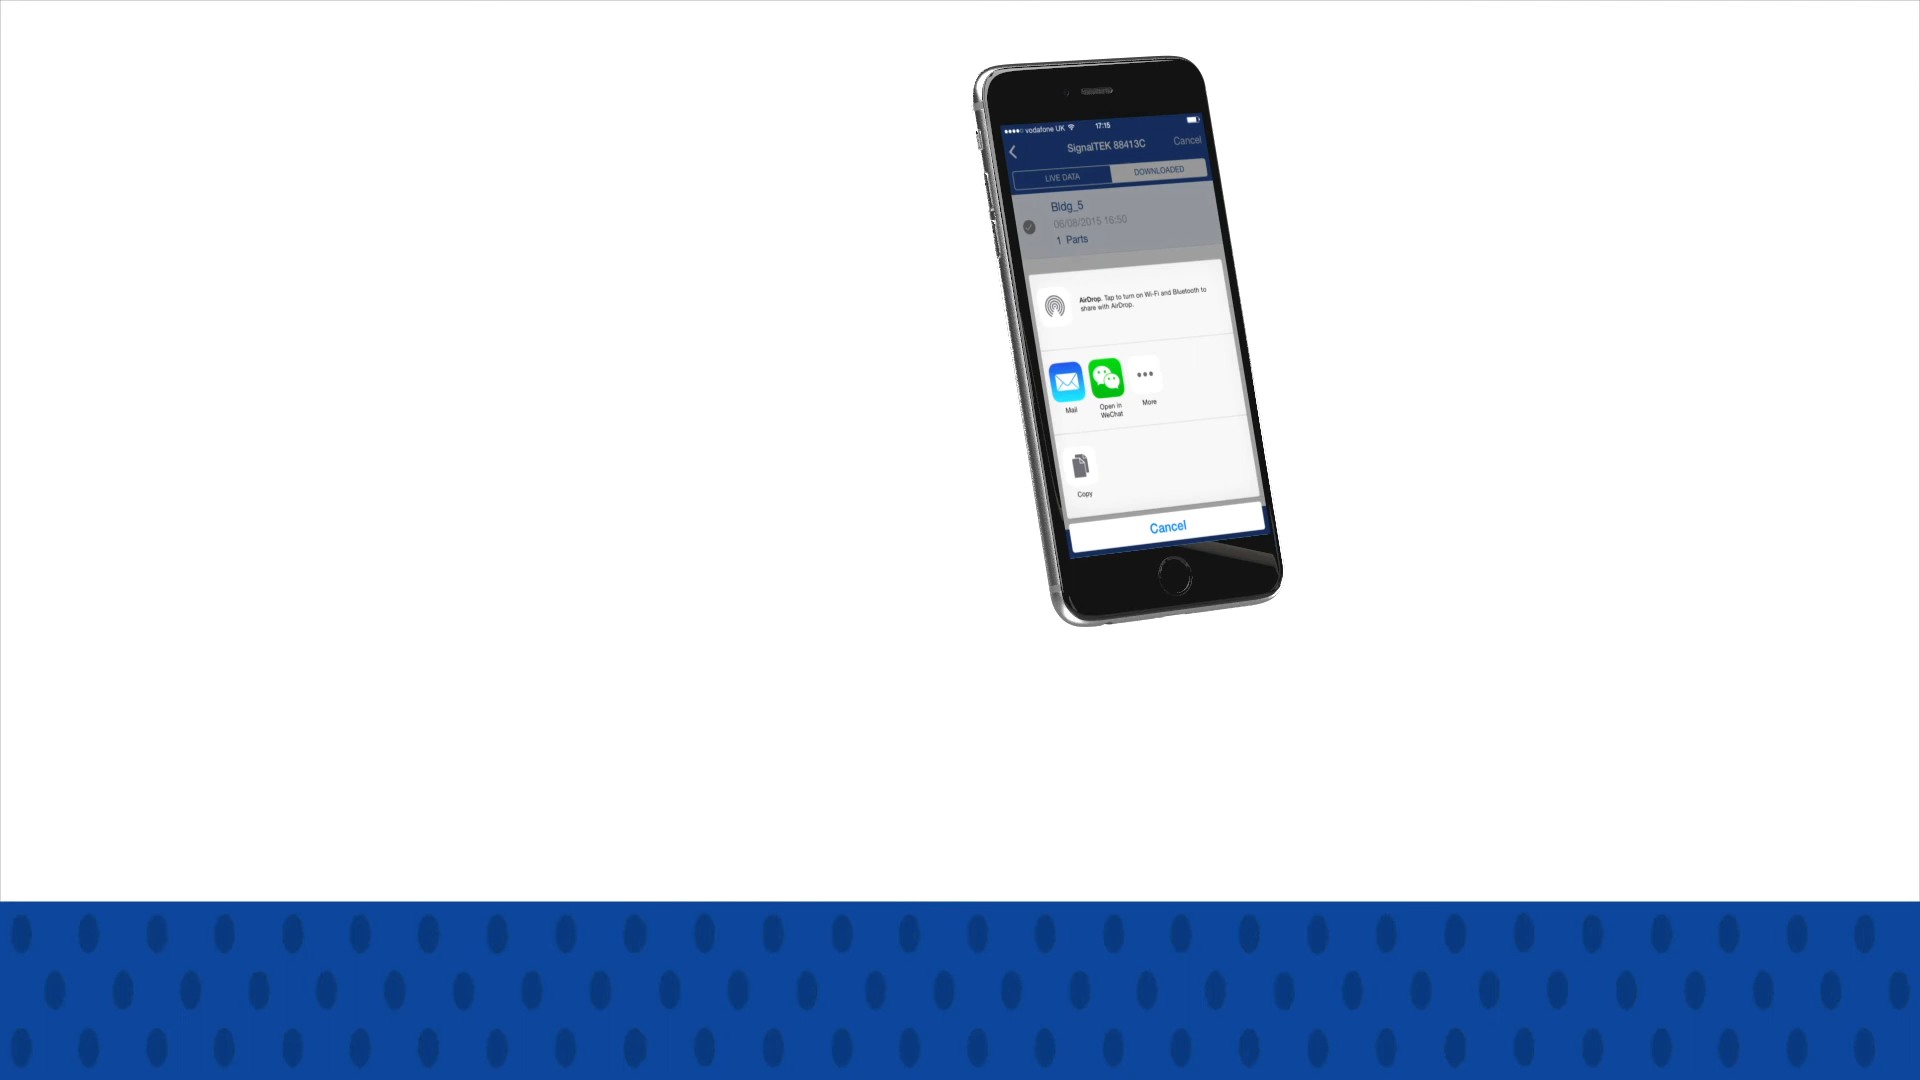 vodafone UK 17:15
SignalTEK 88413C Cancel
LIVE DATA DOWNLOADED
Bldg_5
06/08/2015 16:50
1 Parts
AirDrop. Tap to turn on Wi-Fi and Bluetooth to
share with AirDrop.
Mail Open in More
WeChat
Copy
Cancel